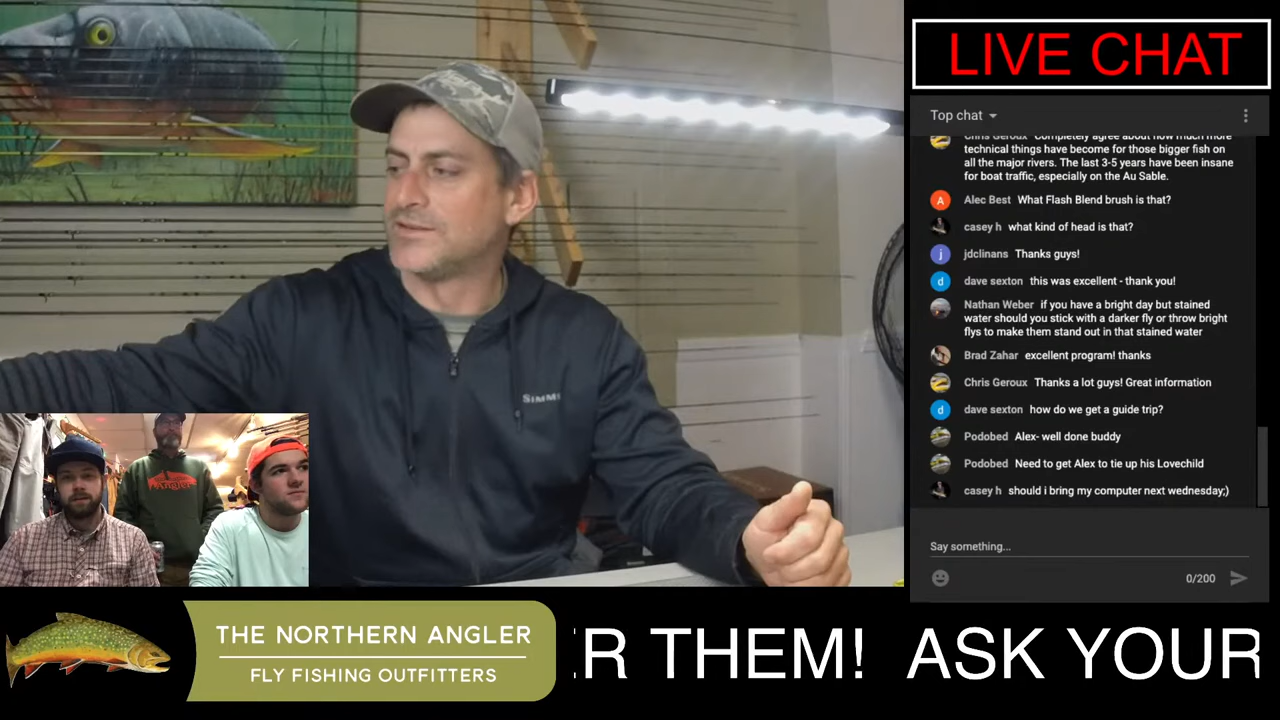 LIVE CHAT
Top chat
Chris Geroux Completely agree about how much more
technical things have become for those bigger fish on
all the major rivers. The last 3-5 years have been insane
for boat traffic, especially on the Au Sable.
A Alec Best What Flash Blend brush is that?
casey h what kind of head is that?
j jdclinans Thanks guys!
d dave sexton this was excellent - thank you!
Nathan Weber if you have a bright day but stained
water should you stick with a darker fly or throw bright
flys to make them stand out in that stained water
Brad Zahar excellent program! thanks
Chris Geroux Thanks a lot guys! Great information
d dave sexton how do we get a guide trip?
Podobed Alex- well done buddy
Podobed Need to get Alex to tie up his Lovechild
casey h should i bring my computer next wednesday;)
Say something...
0/200
SIMMS
Angler
THE NORTHERN ANGLER
FLY FISHING OUTFITTERS
ER THEM! ASK YOUR